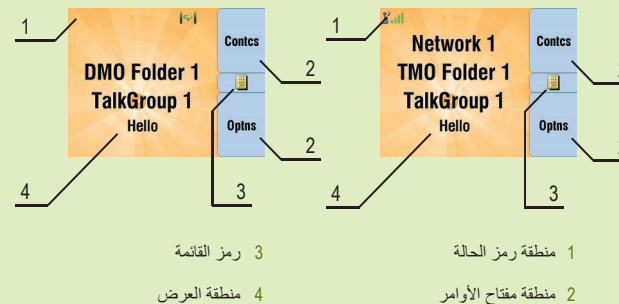 1
Contcs
2
DMO Folder 1
TalkGroup 1
Hello
Optns
2
4
3
1
Network 1
Contcs
TMO Folder 1
TalkGroup 1
Hello
Optns
4
3
1 منطقة رمز الحالة
3 رمز القائمة
2 منطقة مفتاح الأوامر
4 منطقة العرض